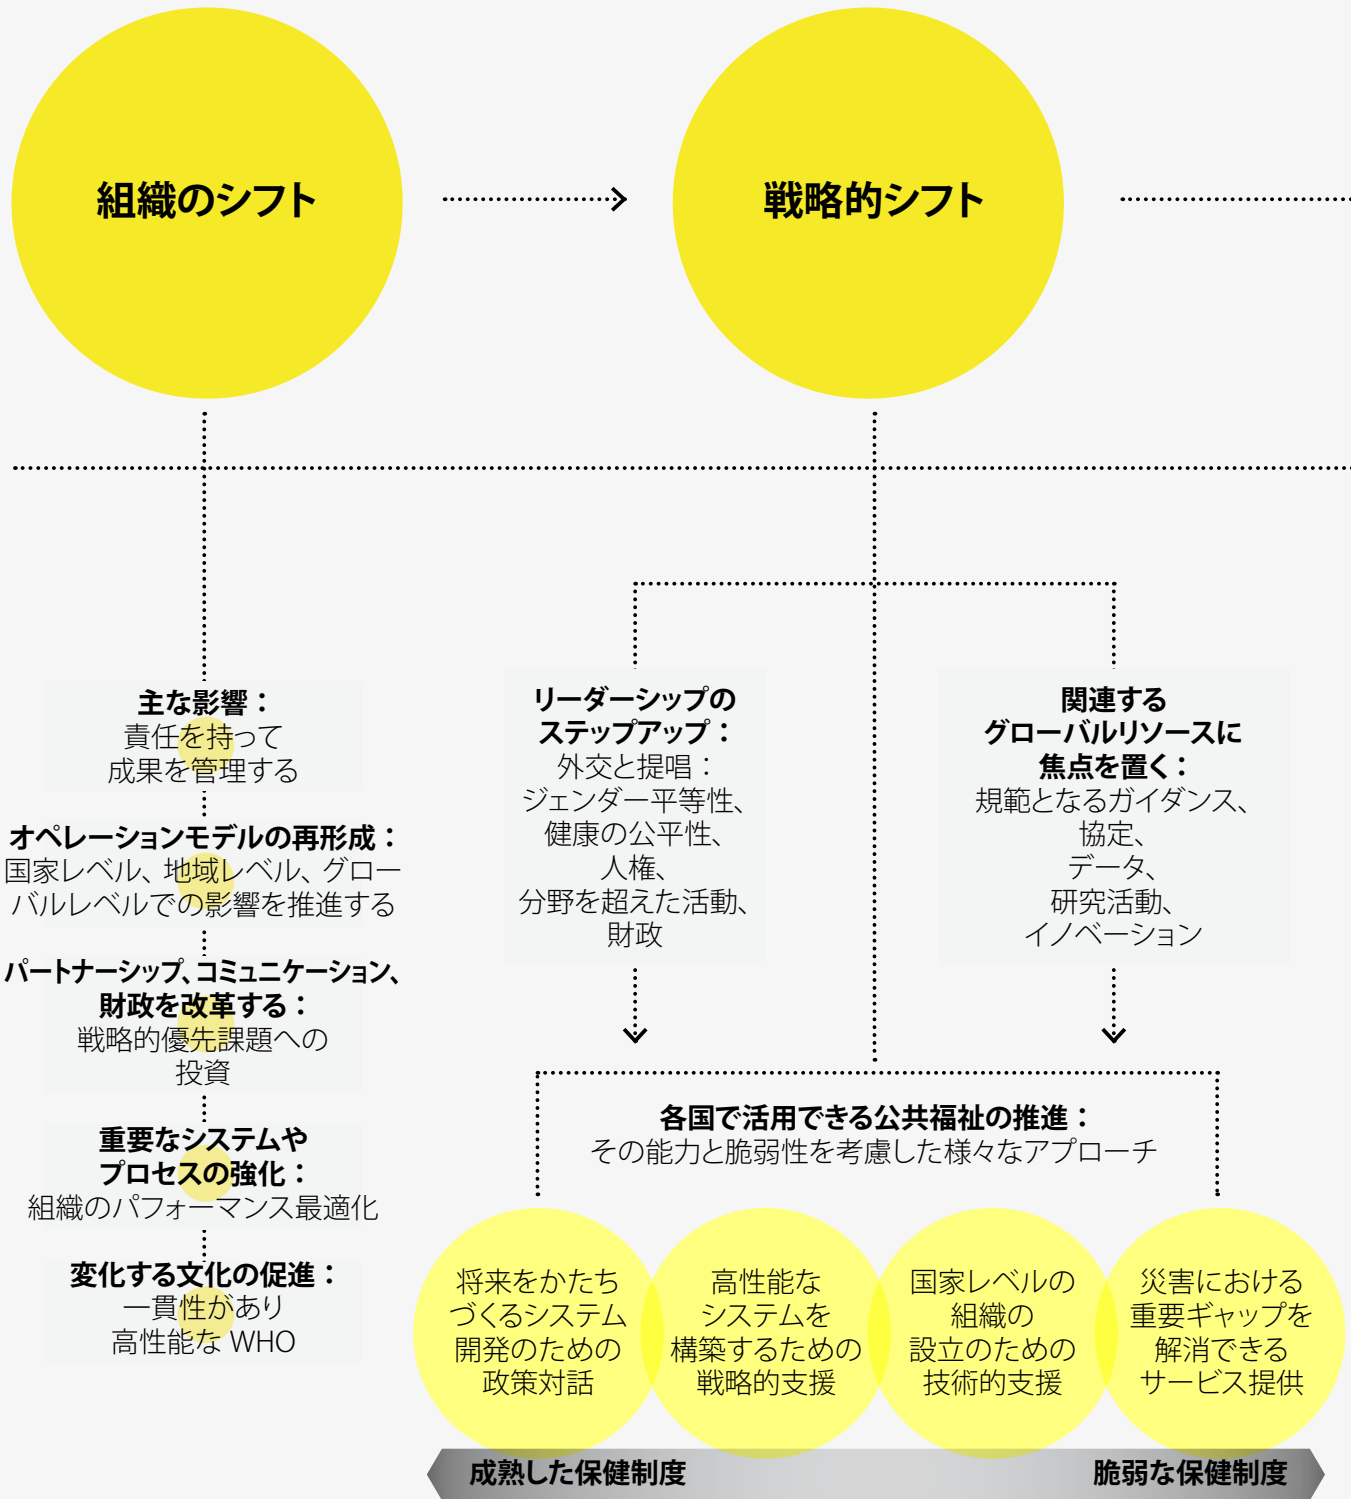 組織のシフト
戦略的シフト
主な影響：
責任を持って
成果を管理する
オペレーションモデルの再形成：
国家レベル、地域レベル、グロー
バルレベルでの影響を推進する
パートナーシップ、コミュニケーション、
財政を改革する：
戦略的優先課題への
投資
重要なシステムや
プロセスの強化：
組織のパフォーマンス最適化
変化する文化の促進：
一貫性があり
高性能な WHO
リーダーシップの
ステップアップ：
外交と提唱：
ジェンダー平等性、
健康の公平性、
人権、
分野を超えた活動、
財政
関連する
グローバルリソースに
焦点を置く：
規範となるガイダンス、
協定、
データ、
研究活動、
イノベーション
各国で活用できる公共福祉の推進：
その能力と脆弱性を考慮した様々なアプローチ
将来をかたち
づくるシステム
開発のための
政策対話
高性能な
システムを
構築するための
戦略的支援
国家レベルの
組織の
設立のための
技術的支援
災害における
重要ギャップを
解消できる
サービス提供
成熟した保健制度
脆弱な保健制度